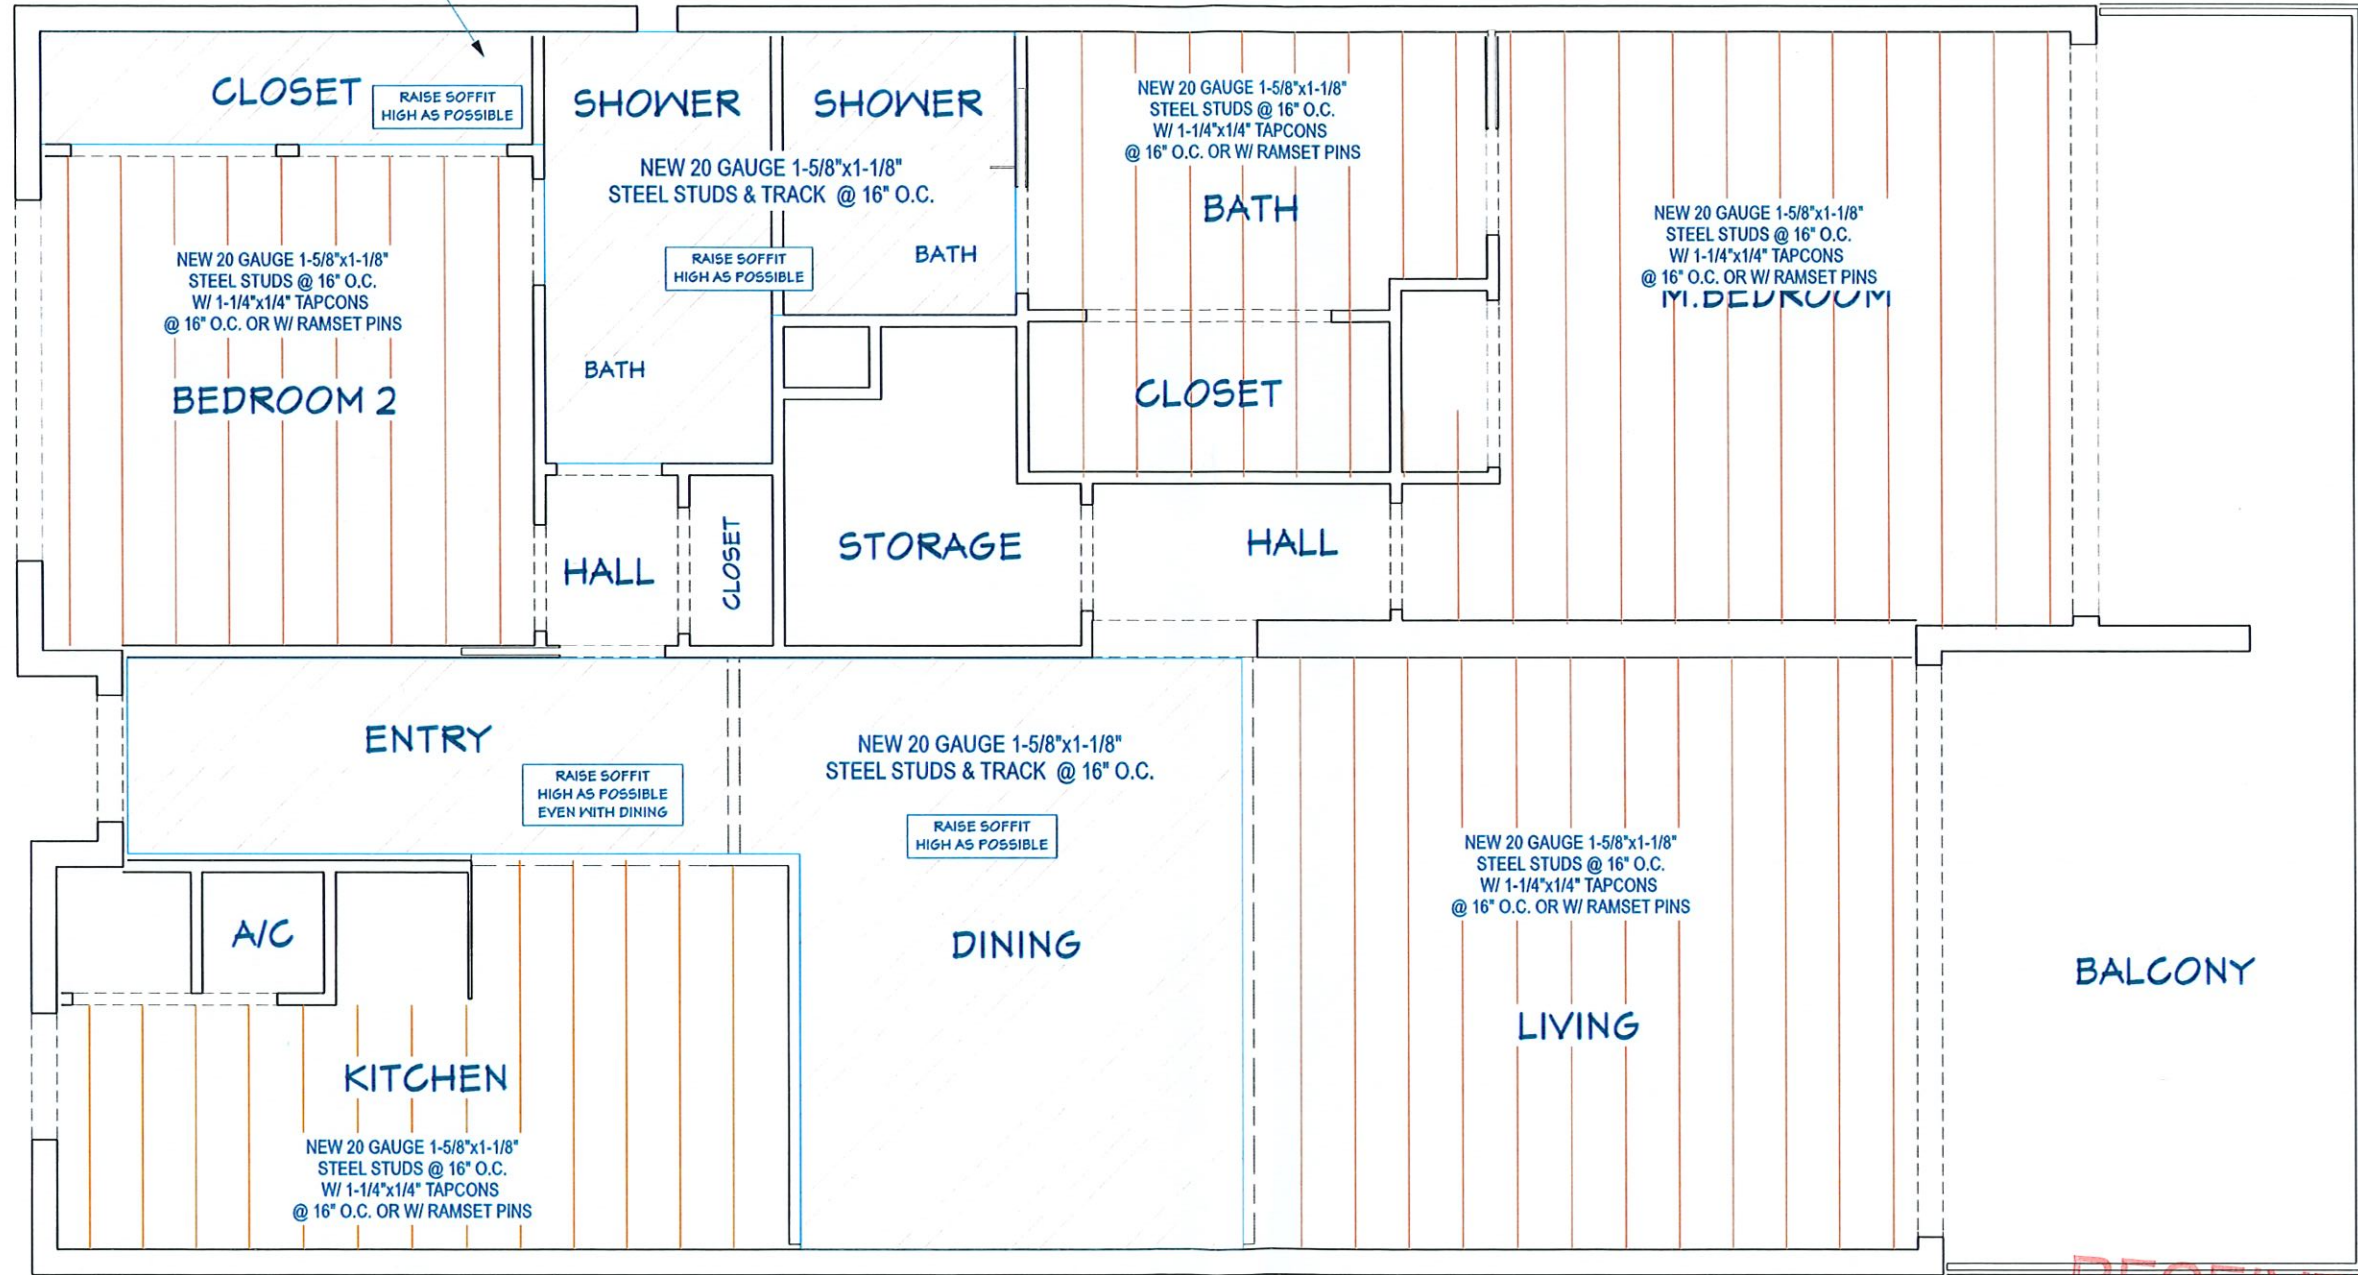 CLOSET
RAISE SOFFIT
HIGH AS POSSIBLE
SHOWER
SHOWER
NEW 20 GAUGE 1-5/8"x1-1/8"
STEEL STUDS & TRACK @ 16" O.C.
RAISE SOFFIT
HIGH AS POSSIBLE
BATH
BATH
NEW 20 GAUGE 1-5/8"x1-1/8"
STEEL STUDS @ 16" O.C.
W/ 1-1/4"x1/4" TAPCONS
@ 16" O.C. OR W/ RAMSET PINS
BATH
NEW 20 GAUGE 1-5/8"x1-1/8"
STEEL STUDS @ 16" O.C.
W/ 1-1/4"x1/4" TAPCONS
@ 16" O.C. OR W/ RAMSET PINS
M.BEDROOM
NEW 20 GAUGE 1-5/8"x1-1/8"
STEEL STUDS @ 16" O.C.
W/ 1-1/4"x1/4" TAPCONS
@ 16" O.C. OR W/ RAMSET PINS
BEDROOM 2
CLOSET
HALL
CLOSET
STORAGE
HALL
ENTRY
RAISE SOFFIT
HIGH AS POSSIBLE
EVEN WITH DINING
NEW 20 GAUGE 1-5/8"x1-1/8"
STEEL STUDS & TRACK @ 16" O.C.
RAISE SOFFIT
HIGH AS POSSIBLE
DINING
NEW 20 GAUGE 1-5/8"x1-1/8"
STEEL STUDS @ 16" O.C.
W/ 1-1/4"x1/4" TAPCONS
@ 16" O.C. OR W/ RAMSET PINS
LIVING
BALCONY
A/C
KITCHEN
NEW 20 GAUGE 1-5/8"x1-1/8"
STEEL STUDS @ 16" O.C.
W/ 1-1/4"x1/4" TAPCONS
@ 16" O.C. OR W/ RAMSET PINS